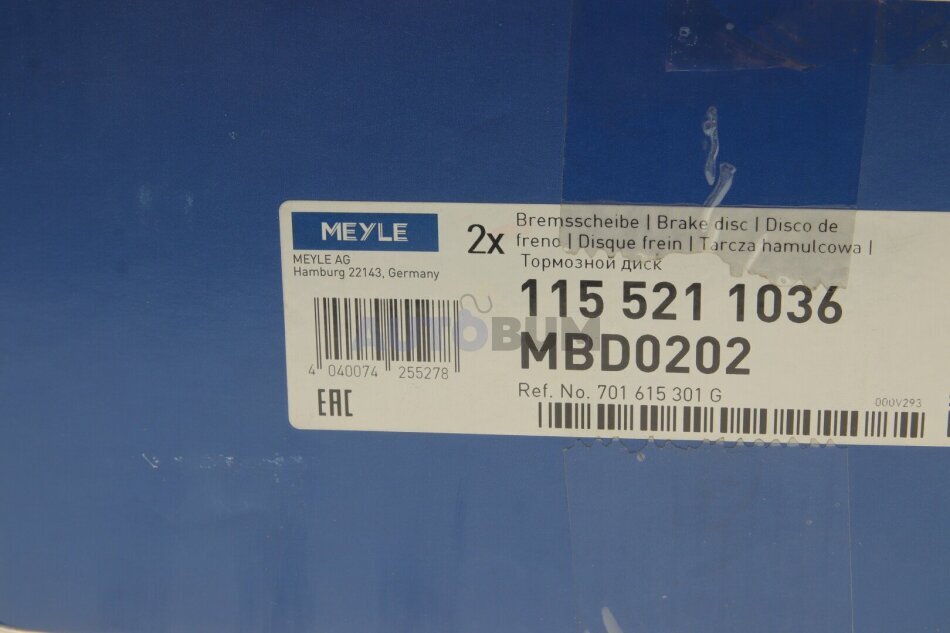 MEYLE
MEYLE AG
Hamburg 22143, Germany
2x
Bremsscheibe | Brake disc | Disco de
freno | Disque frein | Tarcza hamulcowa |
Тормозной диск
115 521 1036
MBD0202
Ref. No. 701 615 301 G
000V293
4 040074 255278
EAC
AUTOBUM